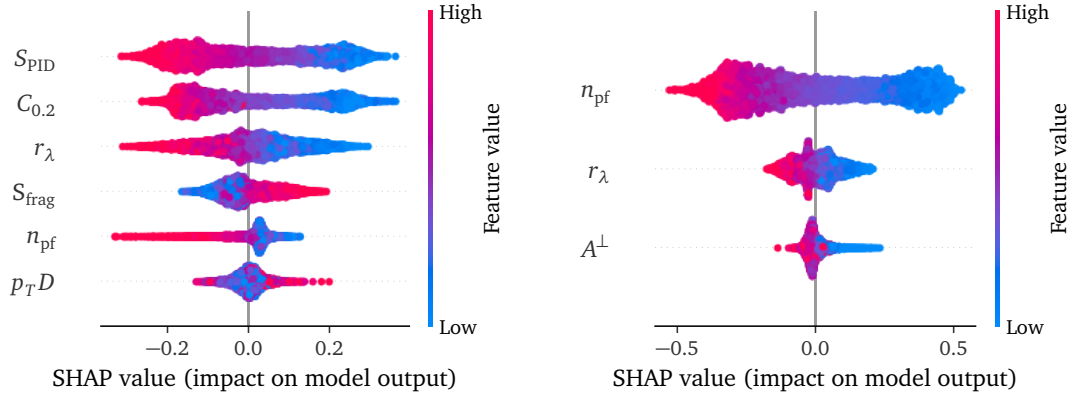 High
S_PID
C_0.2
r_λ
S_frag
n_pf
p_T D
Low
−0.2
0.0
0.2
SHAP value (impact on model output)
Feature value
High
n_pf
r_λ
A^⊥
Low
−0.5
0.0
0.5
SHAP value (impact on model output)
Feature value